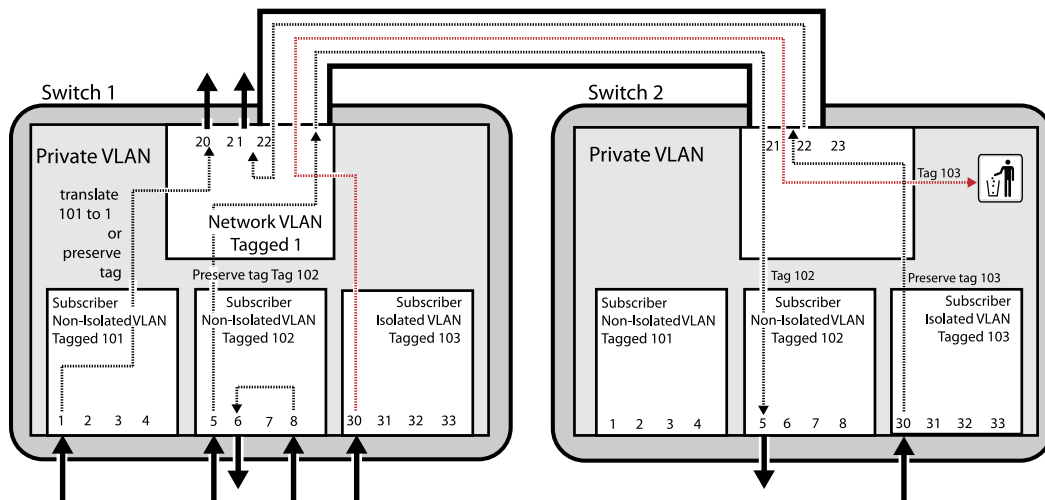 Switch 1
20 21 22
Private VLAN
translate
101 to 1
or
preserve
tag
Network VLAN
Tagged 1
Preserve tag Tag 102
Subscriber
Non-IsolatedVLAN
Tagged 101
1 2 3 4
Subscriber
Non-IsolatedVLAN
Tagged 102
5 6 7 8
Subscriber
Isolated VLAN
Tagged 103
30 31 32 33
Switch 2
21 22 23
Private VLAN
Tag 103
Tag 102
Preserve tag 103
Subscriber
Non-IsolatedVLAN
Tagged 101
1 2 3 4
Subscriber
Non-IsolatedVLAN
Tagged 102
5 6 7 8
Subscriber
Isolated VLAN
Tagged 103
30 31 32 33